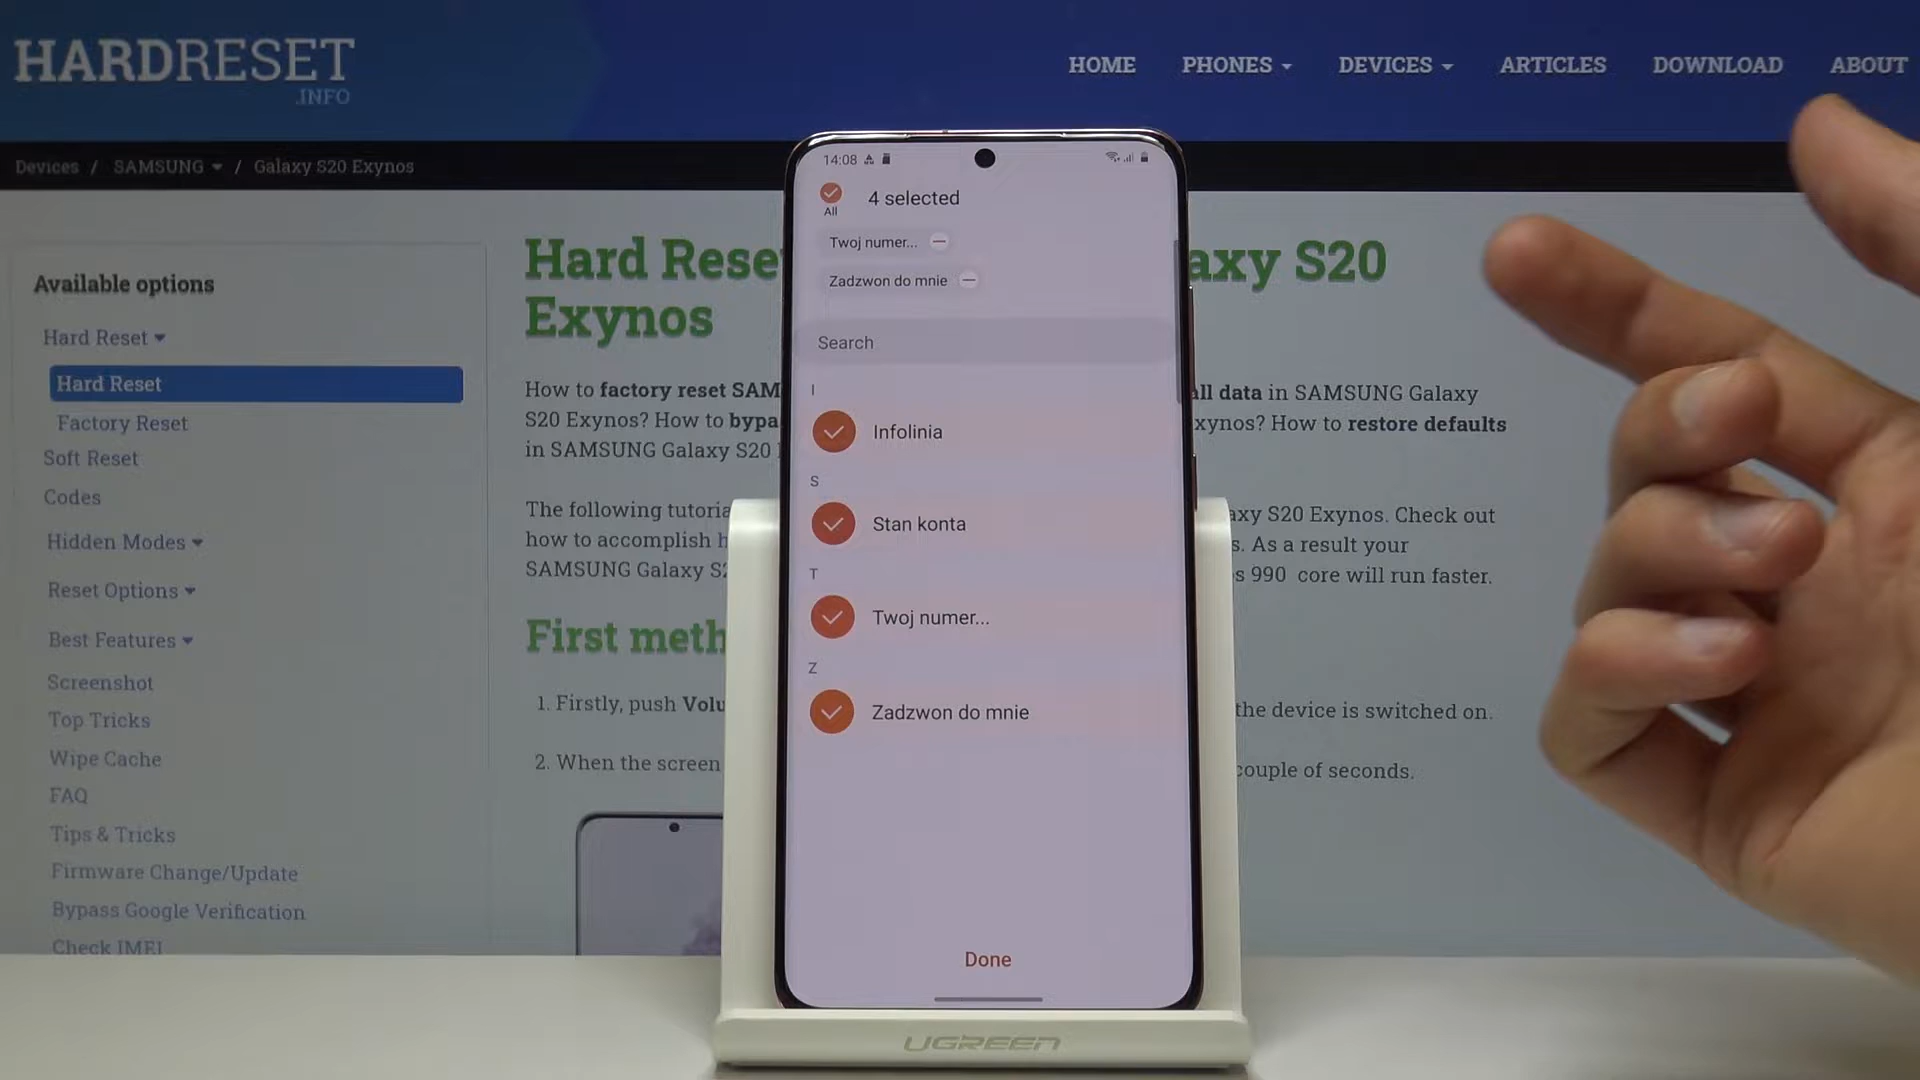 HARDRESET
.INFO
HOME
PHONES
DEVICES
ARTICLES
DOWNLOAD
ABOUT
Devices / SAMSUNG / Galaxy S20 Exynos
Available options
Hard Reset
Hard Reset
Factory Reset
Soft Reset
Codes
Hidden Modes
Reset Options
Best Features
Screenshot
Top Tricks
Wipe Cache
FAQ
Tips & Tricks
Firmware Change/Update
Bypass Google Verification
Check IMEI
Hard Rese axy S20
Exynos
How to factory reset SAM all data in SAMSUNG Galaxy
S20 Exynos? How to bypa xynos? How to restore defaults
in SAMSUNG Galaxy S20
The following tutoria axy S20 Exynos. Check out
how to accomplish h s. As a result your
SAMSUNG Galaxy S2 s 990 core will run faster.
First meth
1. Firstly, push Volu the device is switched on.
2. When the screen couple of seconds.
14:08
All
4 selected
Twoj numer...
Zadzwon do mnie
Search
I
Infolinia
S
Stan konta
T
Twoj numer...
Z
Zadzwon do mnie
Done
UGREEN